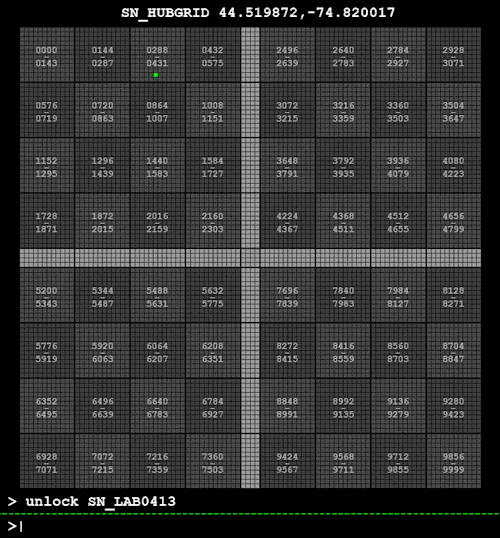 SN_HUBGRID 44.519872,-74.820017
0000 0144 0288 0432 2496 2640 2784 2928
0143 0287 0431 0575 2639 2783 2927 3071
0576 0720 0864 1008 3072 3216 3360 3504
0719 0863 1007 1151 3215 3359 3503 3647
1152 1296 1440 1584 3648 3792 3936 4080
1295 1439 1583 1727 3791 3935 4079 4223
1728 1872 2016 2160 4224 4368 4512 4656
1871 2015 2159 2303 4367 4511 4655 4799
5200 5344 5488 5632 7696 7840 7984 8128
5343 5487 5631 5775 7839 7983 8127 8271
5776 5920 6064 6208 8272 8416 8560 8704
5919 6063 6207 6351 8415 8559 8703 8847
6352 6496 6640 6784 8848 8992 9136 9280
6495 6639 6783 6927 8991 9135 9279 9423
6928 7072 7216 7360 9424 9568 9712 9856
7071 7215 7359 7503 9567 9711 9855 9999
> unlock SN_LAB0413
>|